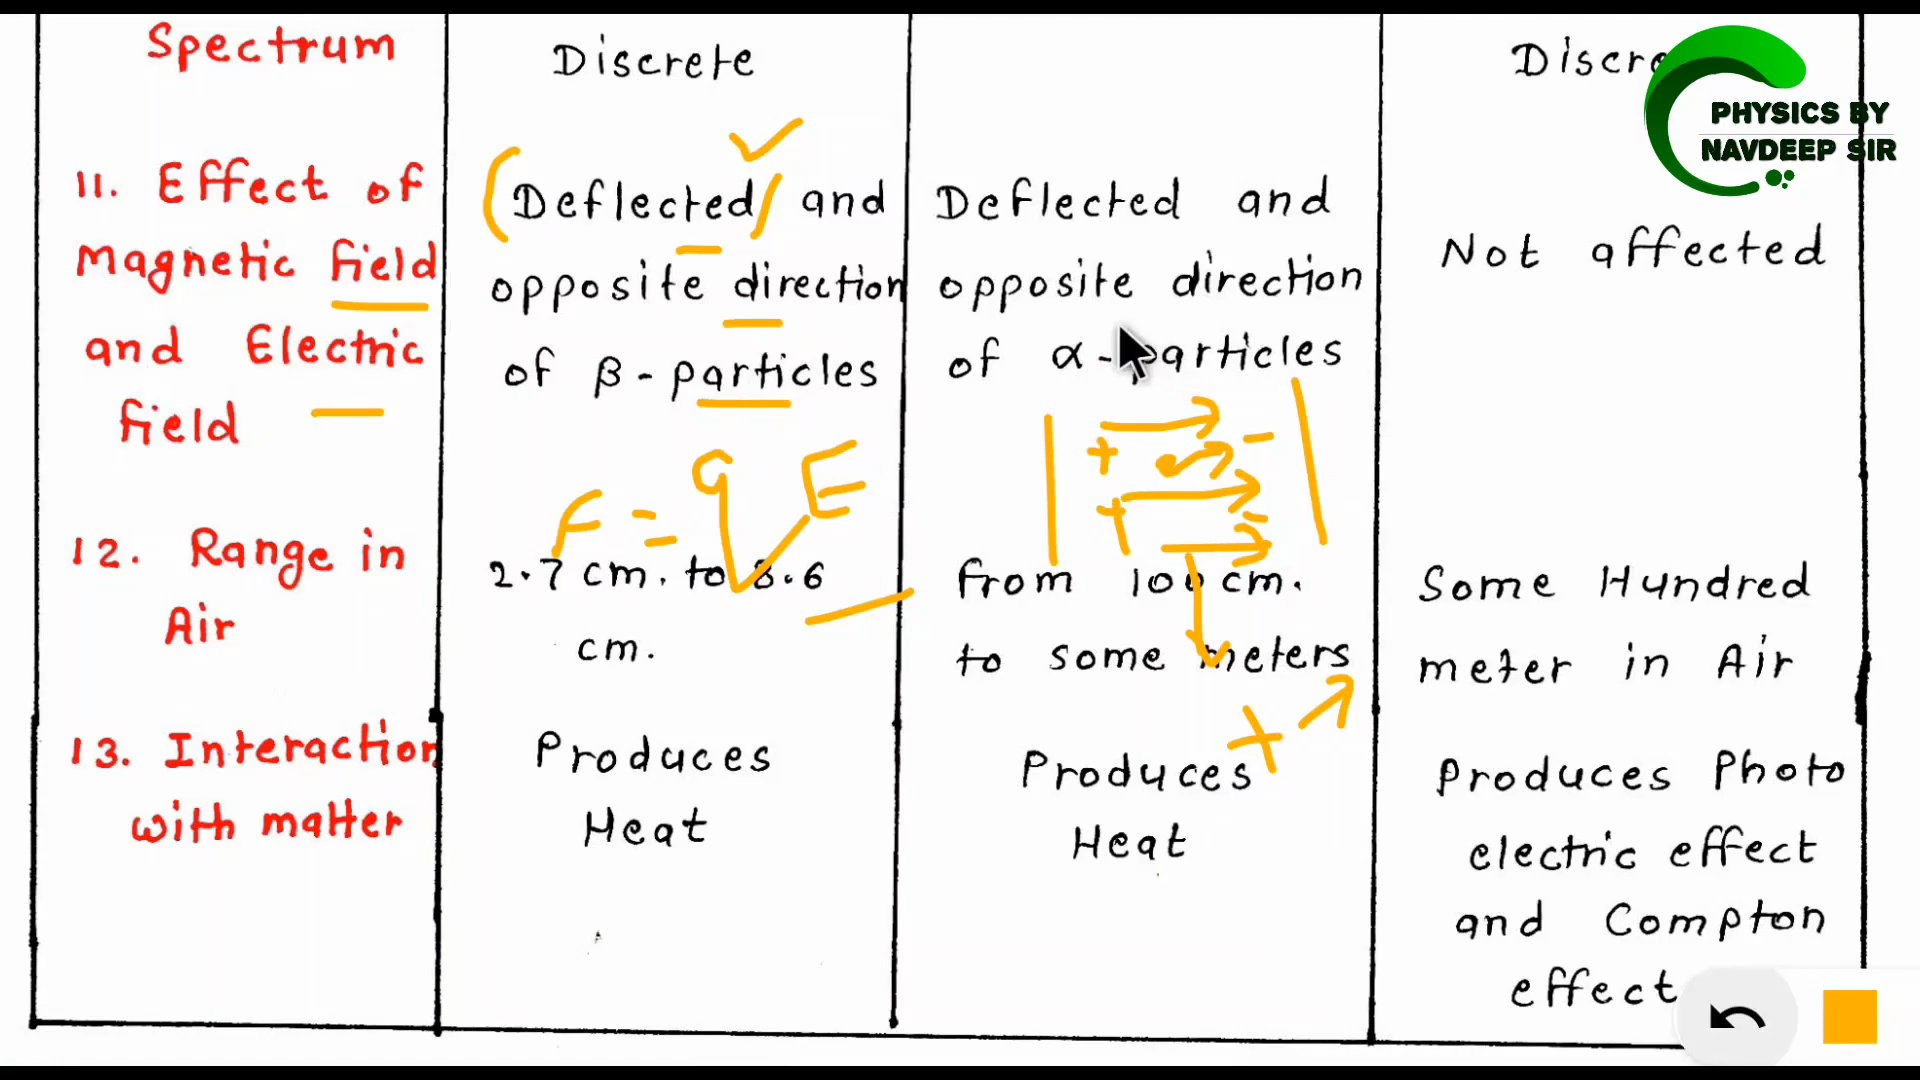 Spectrum
Discrete
11. Effect of
Magnetic field
and Electric
field
Deflected and
opposite direction
of β-particles
Deflected and
opposite direction
of α-particles
Not affected
F = qE
+ -
+ -
12. Range in
Air
2.7 cm. to 8.6
cm.
from 100 cm.
to some meters
Some Hundred
meter in Air
+
13. Interaction
with matter
Produces
Heat
Produces
Heat
Produces Photo
electric effect
and Compton
effect
PHYSICS BY
NAVDEEP SIR